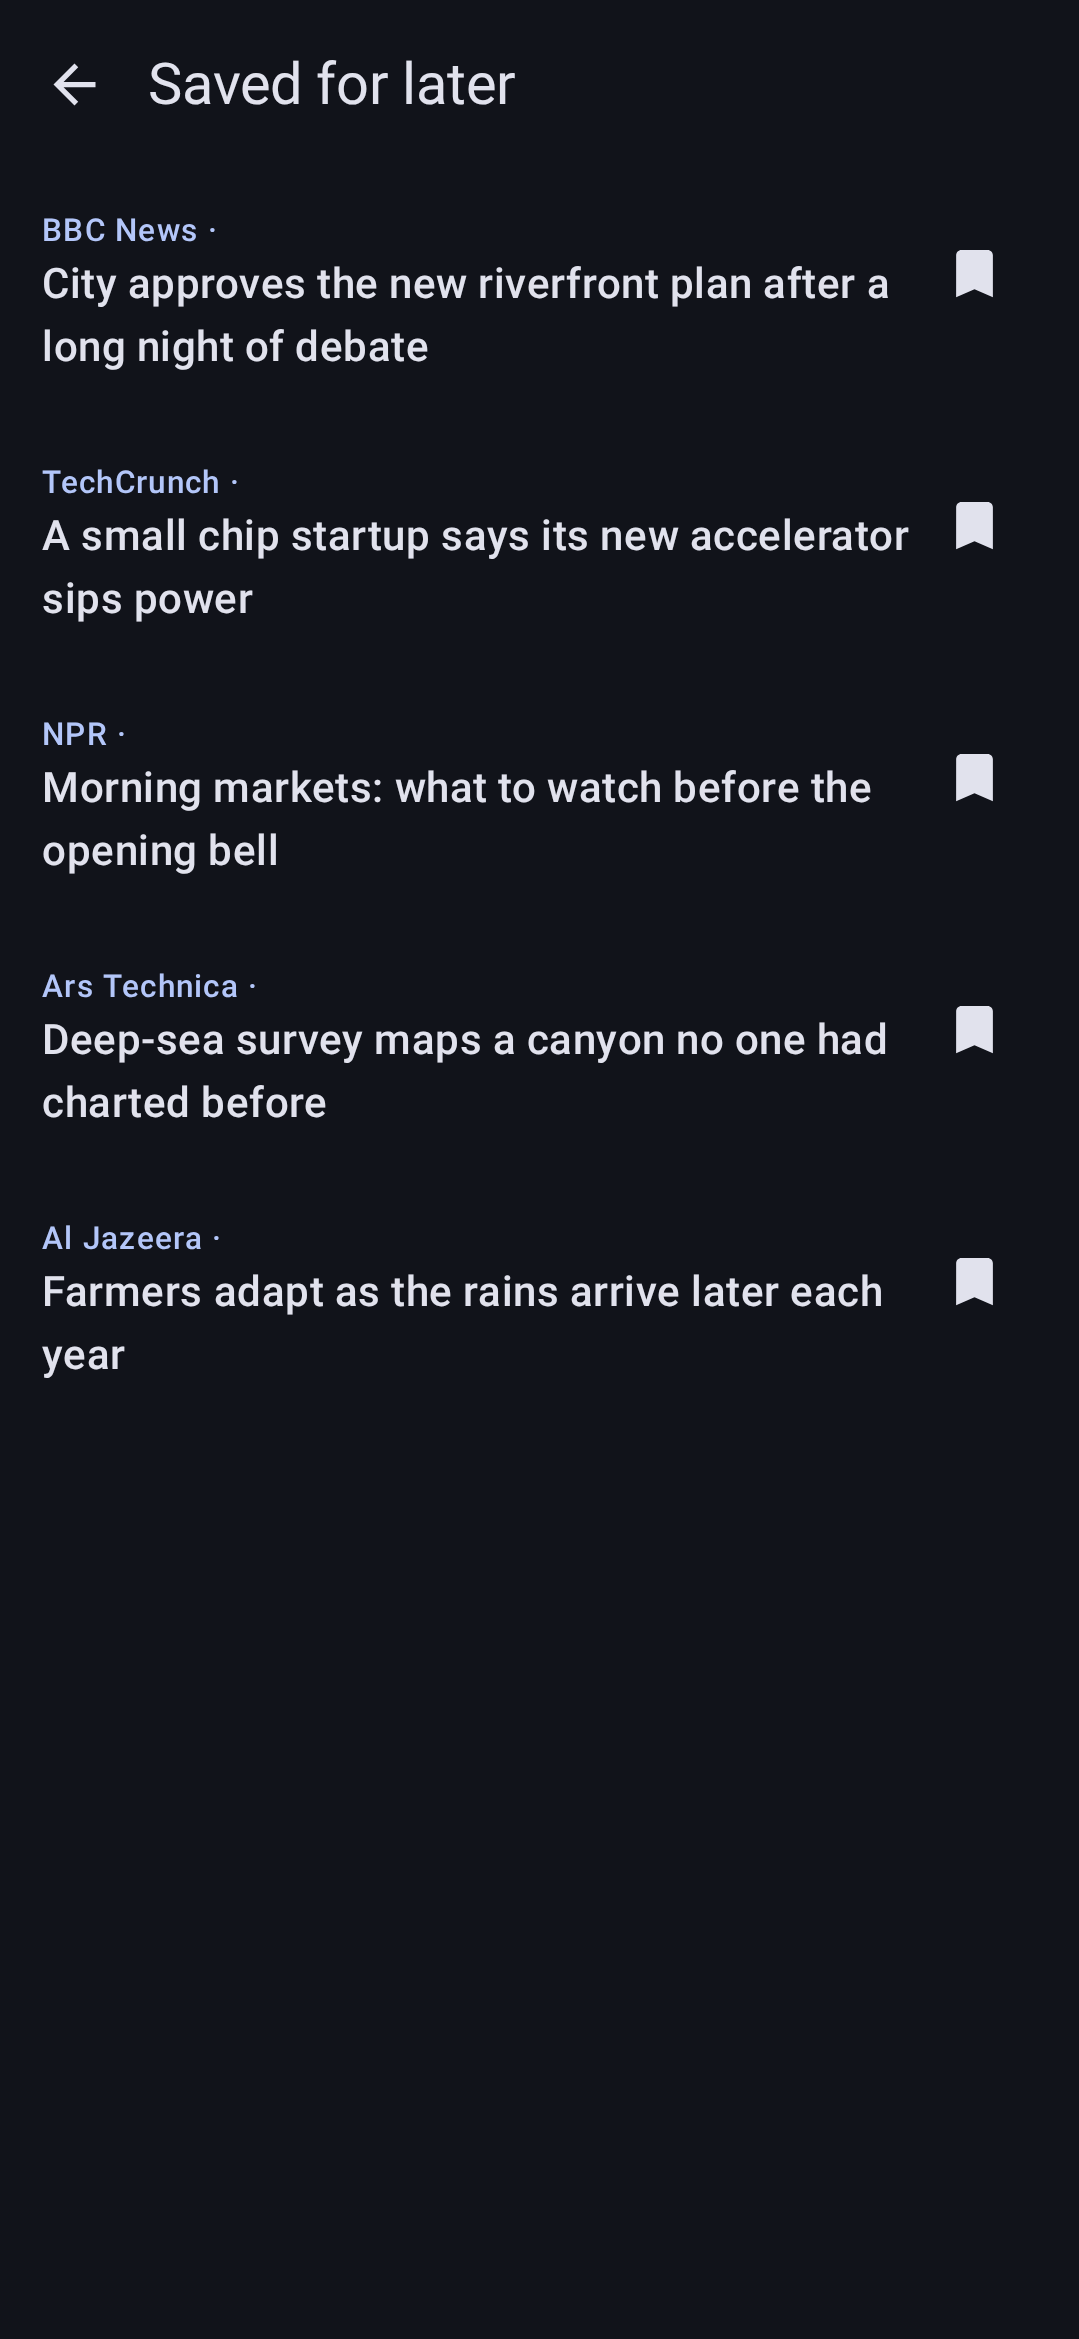 Saved for later
BBC News ·
City approves the new riverfront plan after a
long night of debate
TechCrunch ·
A small chip startup says its new accelerator
sips power
NPR ·
Morning markets: what to watch before the
opening bell
Ars Technica ·
Deep-sea survey maps a canyon no one had
charted before
Al Jazeera ·
Farmers adapt as the rains arrive later each
year